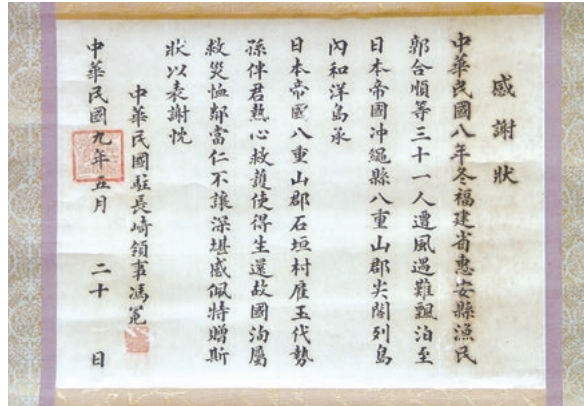 感謝狀
中華民國八年冬福建省惠安縣漁民
郭合順等三十一人遭風遇難飄泊至
日本帝國冲繩縣八重山郡尖閣列島
內和洋島承
日本帝國八重山郡石垣村雇玉代勢
孫伴君熱心救護使得生還故國洵屬
救災恤鄰當仁不讓深堪感佩特贈斯
狀以表謝忱
中華民國駐長崎領事馮冕
中華民國九年五月二十日